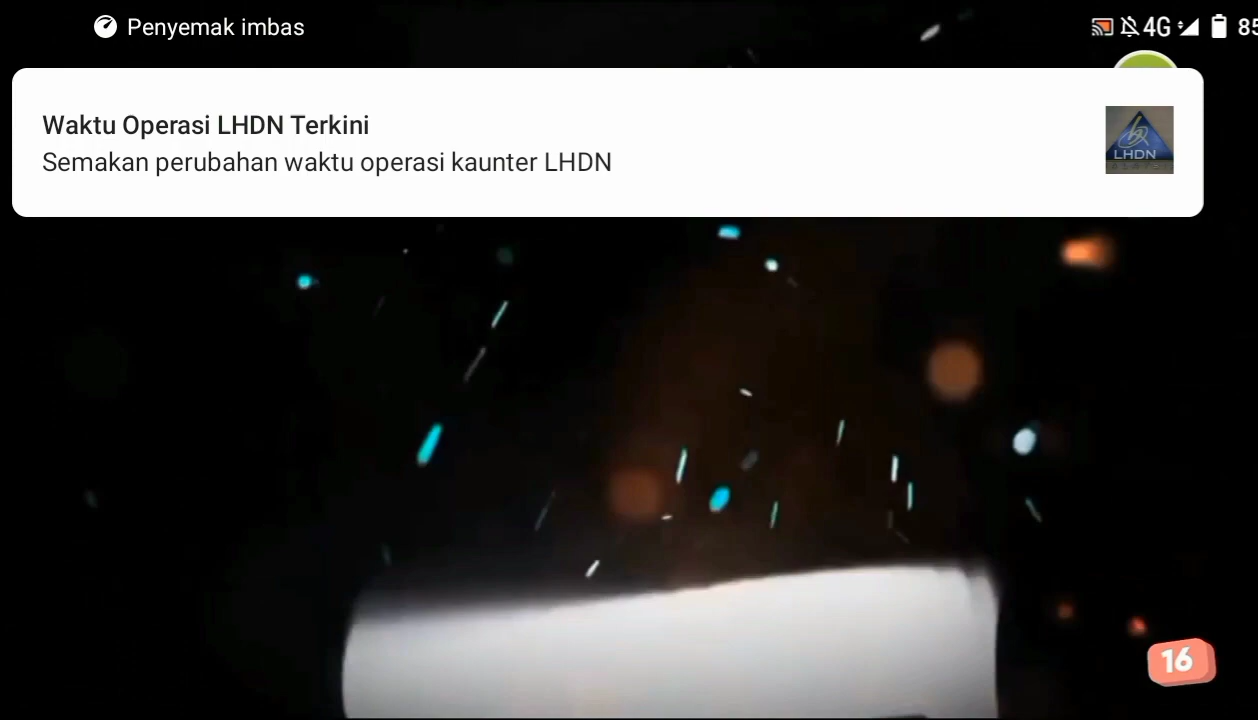 Penyemak imbas
4G
85
Waktu Operasi LHDN Terkini
Semakan perubahan waktu operasi kaunter LHDN
LHDN
16